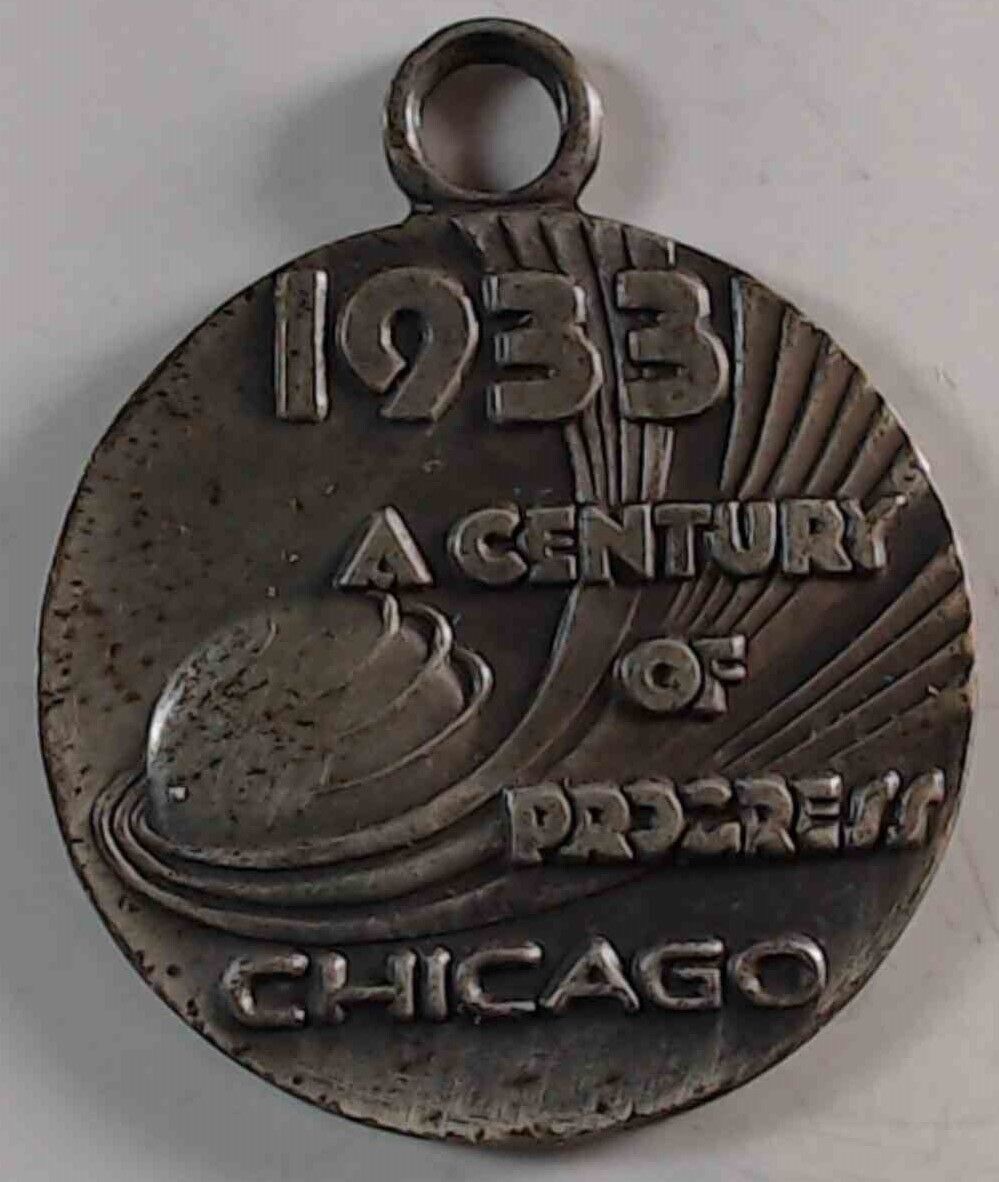 1933
A CENTURY
OF
PROGRESS
CHICAGO